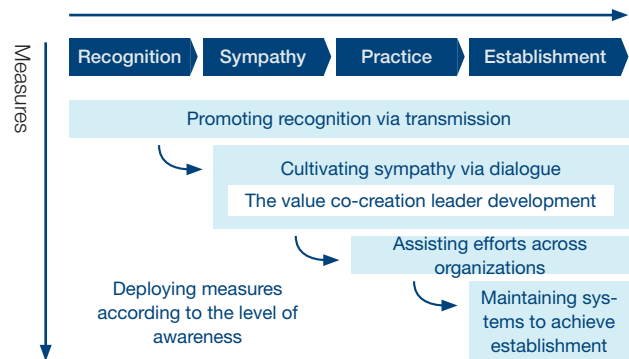 Measures
Recognition
Sympathy
Practice
Establishment
Promoting recognition via transmission
Cultivating sympathy via dialogue
The value co-creation leader development
Assisting efforts across
organizations
Deploying measures
according to the level of
awareness
Maintaining sys-
tems to achieve
establishment